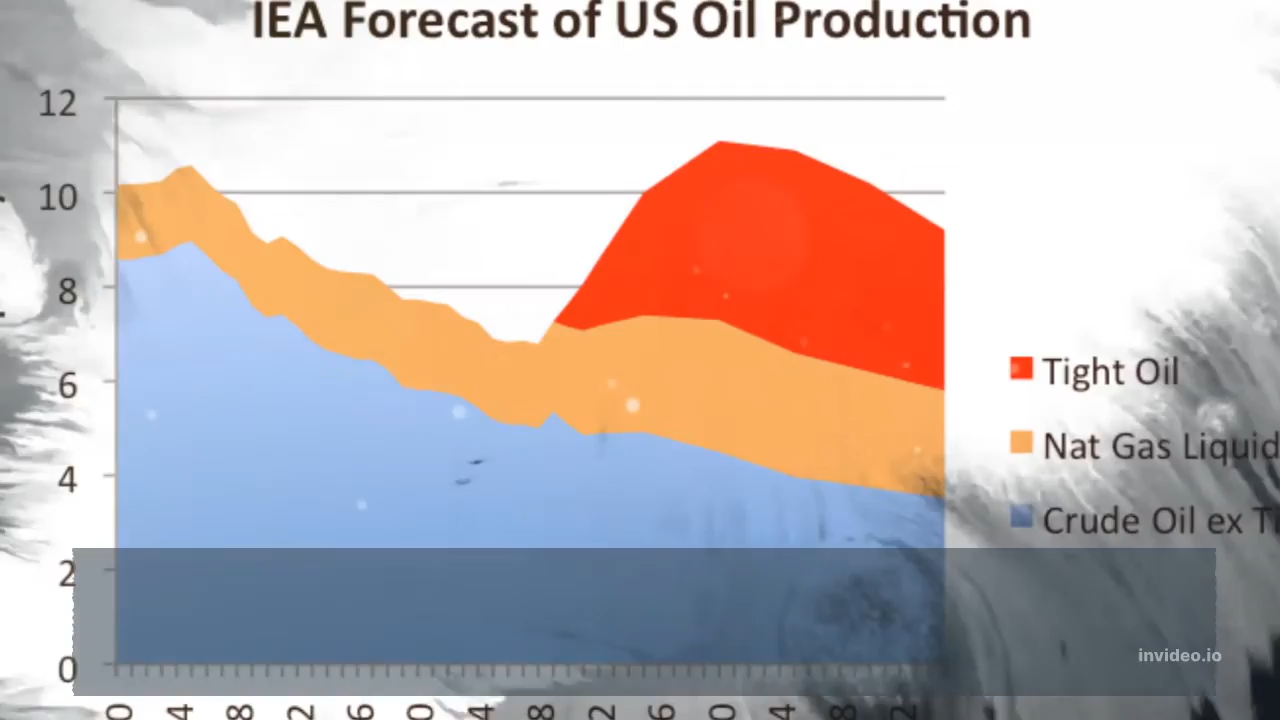 IEA Forecast of US Oil Production
12
10
8
6
4
2
0
Tight Oil
Nat Gas Liquid
Crude Oil ex
invideo.io